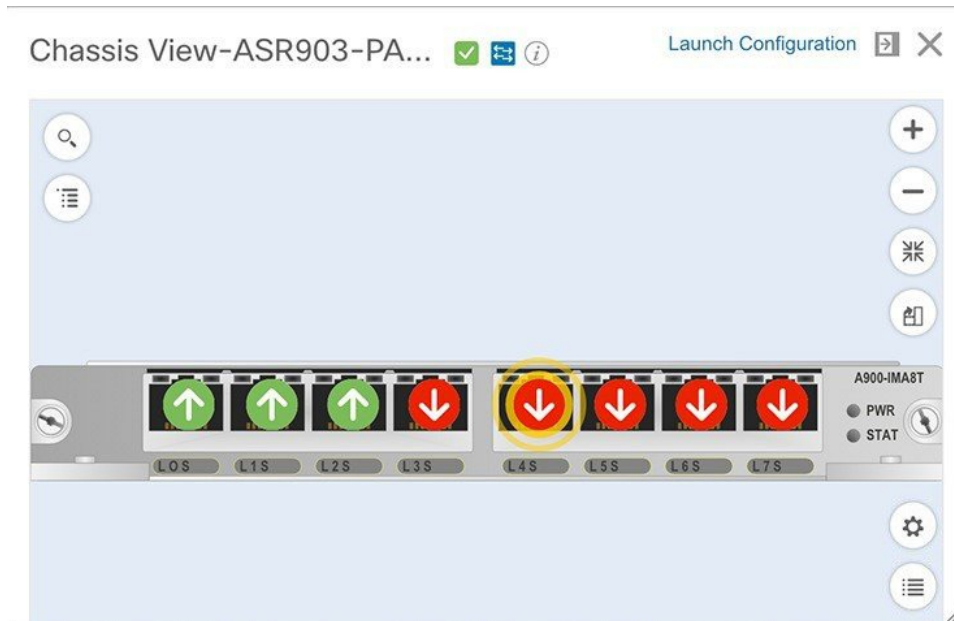 Chassis View-ASR903-PA...
Launch Configuration
A900-IMA8T
PWR
STAT
L0S L1S L2S L3S L4S L5S L6S L7S